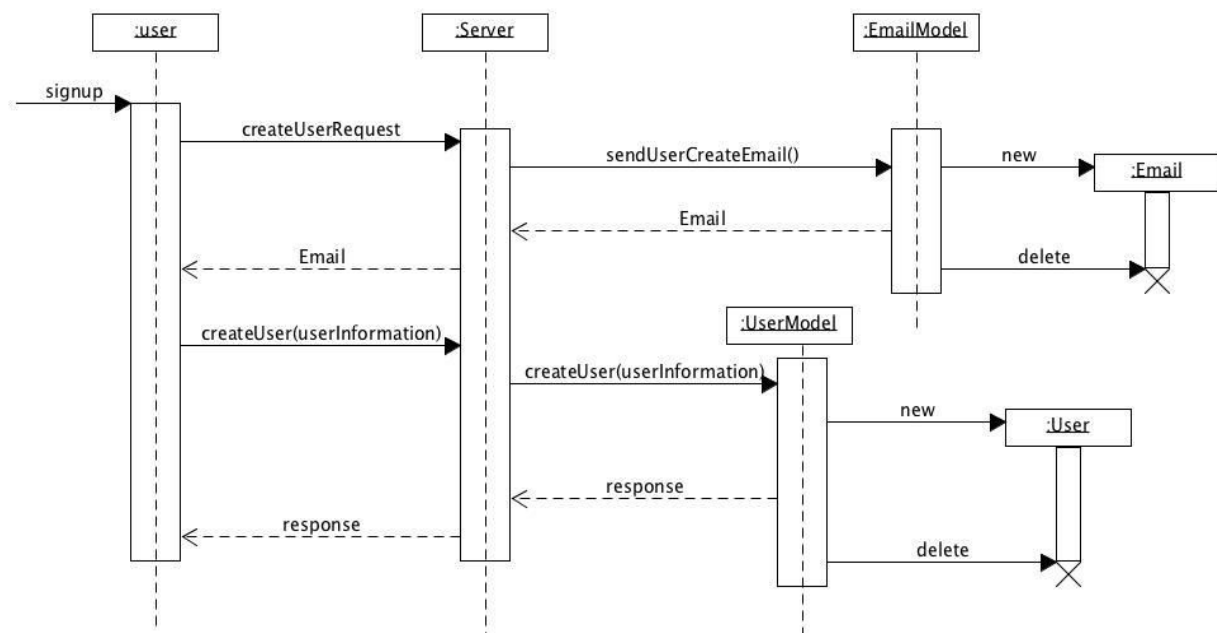 :user
:Server
:EmailModel
signup
createUserRequest
sendUserCreateEmail()
new
:Email
Email
Email
delete
createUser(userInformation)
:UserModel
createUser(userInformation)
new
:User
response
response
delete